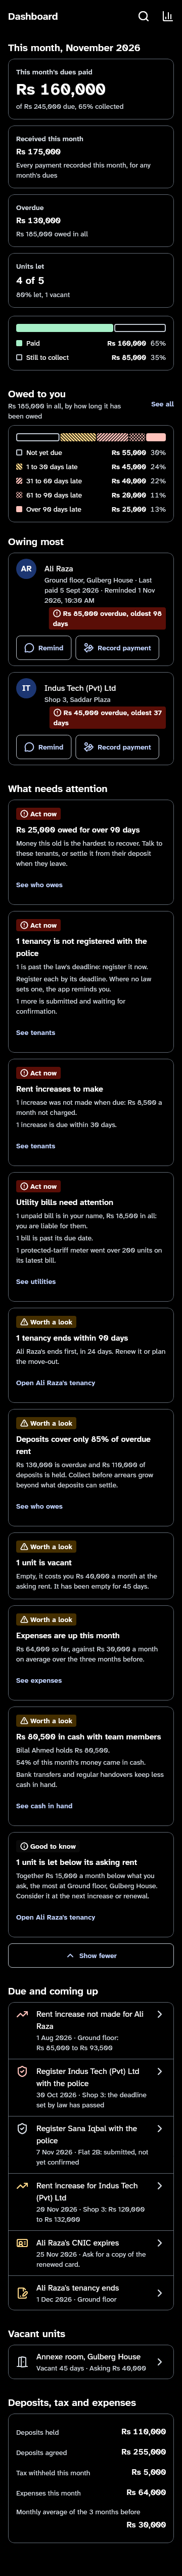 Dashboard
This month, November 2026
This month's dues paid
Rs 160,000
of Rs 245,000 due, 65% collected
Received this month
Rs 175,000
Every payment recorded this month, for any
month's dues
Overdue
Rs 130,000
Rs 185,000 owed in all
Units let
4 of 5
80% let, 1 vacant
Paid Rs 160,000 65%
Still to collect Rs 85,000 35%
Owed to you
Rs 185,000 in all, by how long it has
been owed
See all
Not yet due Rs 55,000 30%
1 to 30 days late Rs 45,000 24%
31 to 60 days late Rs 40,000 22%
61 to 90 days late Rs 20,000 11%
Over 90 days late Rs 25,000 13%
Owing most
AR
Ali Raza
Ground floor, Gulberg House · Last
paid 5 Sept 2026 · Reminded 1 Nov
2026, 10:30 AM
Rs 85,000 overdue, oldest 98
days
Remind
Record payment
IT
Indus Tech (Pvt) Ltd
Shop 3, Saddar Plaza
Rs 45,000 overdue, oldest 37
days
Remind
Record payment
What needs attention
Act now
Rs 25,000 owed for over 90 days
Money this old is the hardest to recover. Talk to
these tenants, or settle it from their deposit
when they leave.
See who owes
Act now
1 tenancy is not registered with the
police
1 is past the law's deadline: register it now.
Register each by its deadline. Where no law
sets one, the app reminds you.
1 more is submitted and waiting for
confirmation.
See tenants
Act now
Rent increases to make
1 increase was not made when due: Rs 8,500 a
month not charged.
1 increase is due within 30 days.
See tenants
Act now
Utility bills need attention
1 unpaid bill is in your name, Rs 18,500 in all:
you are liable for them.
1 bill is past its due date.
1 protected-tariff meter went over 200 units on
its latest bill.
See utilities
Worth a look
1 tenancy ends within 90 days
Ali Raza's ends first, in 24 days. Renew it or plan
the move-out.
Open Ali Raza's tenancy
Worth a look
Deposits cover only 85% of overdue
rent
Rs 130,000 is overdue and Rs 110,000 of
deposits is held. Collect before arrears grow
beyond what deposits can settle.
See who owes
Worth a look
1 unit is vacant
Empty, it costs you Rs 40,000 a month at the
asking rent. It has been empty for 45 days.
Worth a look
Expenses are up this month
Rs 64,000 so far, against Rs 30,000 a month
on average over the three months before.
See expenses
Worth a look
Rs 80,500 in cash with team members
Bilal Ahmed holds Rs 80,500.
54% of this month's money came in cash.
Bank transfers and regular handovers keep less
cash in hand.
See cash in hand
Good to know
1 unit is let below its asking rent
Together Rs 15,000 a month below what you
ask, the most at Ground floor, Gulberg House.
Consider it at the next increase or renewal.
Open Ali Raza's tenancy
Show fewer
Due and coming up
Rent increase not made for Ali
Raza
1 Aug 2026 · Ground floor:
Rs 85,000 to Rs 93,500
Register Indus Tech (Pvt) Ltd
with the police
30 Oct 2026 · Shop 3: the deadline
set by law has passed
Register Sana Iqbal with the
police
7 Nov 2026 · Flat 2B: submitted, not
yet confirmed
Rent increase for Indus Tech
(Pvt) Ltd
20 Nov 2026 · Shop 3: Rs 120,000
to Rs 132,000
Ali Raza's CNIC expires
25 Nov 2026 · Ask for a copy of the
renewed card.
Ali Raza's tenancy ends
1 Dec 2026 · Ground floor
Vacant units
Annexe room, Gulberg House
Vacant 45 days · Asking Rs 40,000
Deposits, tax and expenses
Deposits held Rs 110,000
Deposits agreed Rs 255,000
Tax withheld this month Rs 5,000
Expenses this month Rs 64,000
Monthly average of the 3 months before
Rs 30,000